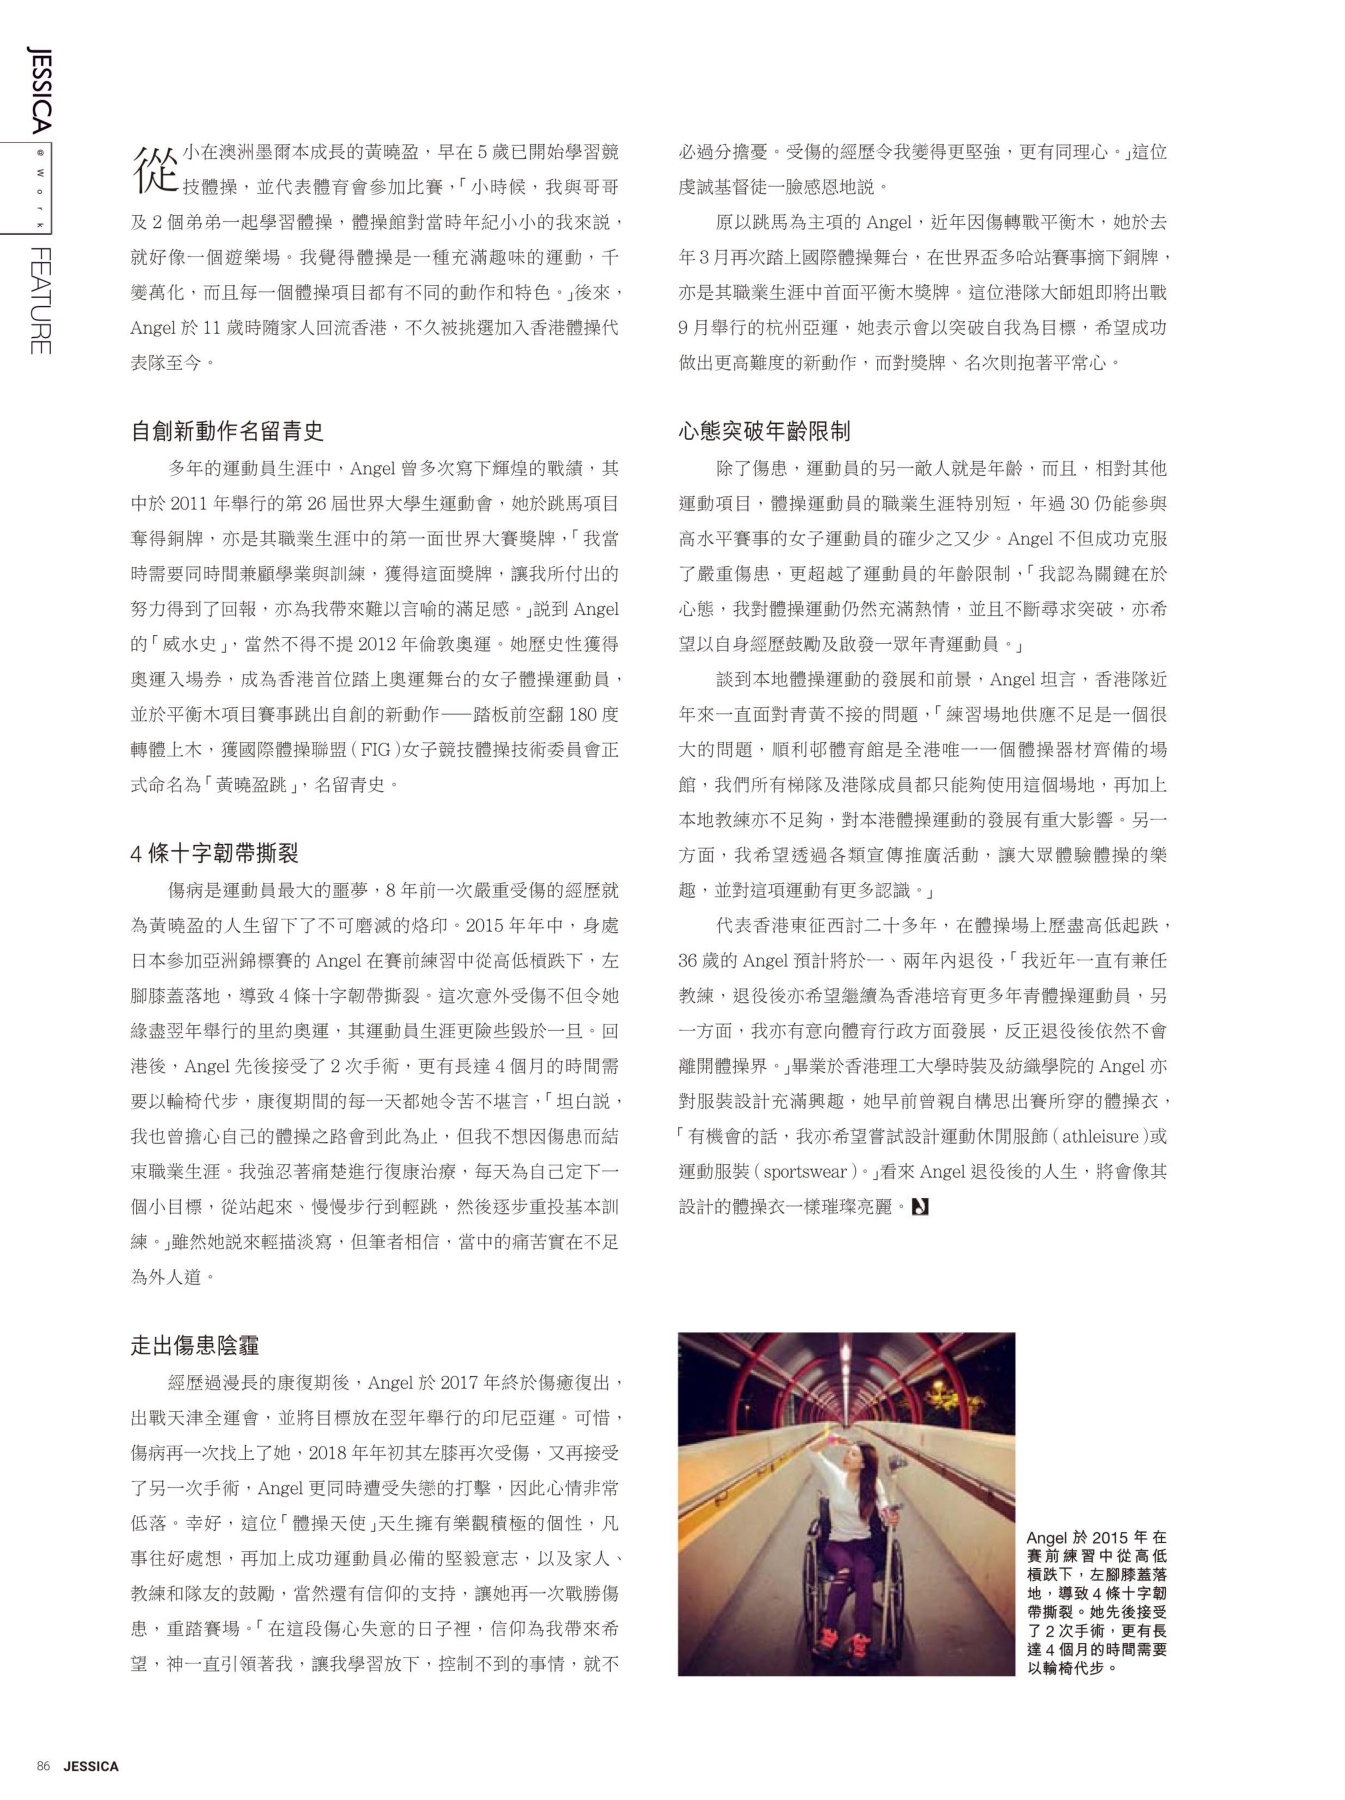 JESSICA
@work
FEATURE
從小在澳洲墨爾本成長的黃曉盈，早在 5 歲已開始學習競
技體操，並代表體育會參加比賽，「小時候，我與哥哥
及 2 個弟弟一起學習體操，體操館對當時年紀小小的我來説，
就好像一個遊樂場。我覺得體操是一種充滿趣味的運動，千
變萬化，而且每一個體操項目都有不同的動作和特色。」後來，
Angel 於 11 歲時隨家人回流香港，不久被挑選加入香港體操代
表隊至今。
自創新動作名留青史
多年的運動員生涯中，Angel 曾多次寫下輝煌的戰績，其
中於 2011 年舉行的第 26 屆世界大學生運動會，她於跳馬項目
奪得銅牌，亦是其職業生涯中的第一面世界大賽獎牌，「我當
時需要同時間兼顧學業與訓練，獲得這面獎牌，讓我所付出的
努力得到了回報，亦為我帶來難以言喻的滿足感。」説到 Angel
的「威水史」，當然不得不提 2012 年倫敦奧運。她歷史性獲得
奧運入場券，成為香港首位踏上奧運舞台的女子體操運動員，
並於平衡木項目賽事跳出自創的新動作——踏板前空翻 180 度
轉體上木，獲國際體操聯盟（FIG）女子競技體操技術委員會正
式命名為「黃曉盈跳」，名留青史。
4 條十字韌帶撕裂
傷病是運動員最大的噩夢，8 年前一次嚴重受傷的經歷就
為黃曉盈的人生留下了不可磨滅的烙印。2015 年年中，身處
日本參加亞洲錦標賽的 Angel 在賽前練習中從高低槓跌下，左
腳膝蓋落地，導致 4 條十字韌帶撕裂。這次意外受傷不但令她
緣盡翌年舉行的里約奧運，其運動員生涯更險些毀於一旦。回
港後，Angel 先後接受了 2 次手術，更有長達 4 個月的時間需
要以輪椅代步，康復期間的每一天都她令苦不堪言，「坦白説，
我也曾擔心自己的體操之路會到此為止，但我不想因傷患而結
束職業生涯。我強忍著痛楚進行復康治療，每天為自己定下一
個小目標，從站起來、慢慢步行到輕跳，然後逐步重投基本訓
練。」雖然她説來輕描淡寫，但筆者相信，當中的痛苦實在不足
為外人道。
走出傷患陰霾
經歷過漫長的康復期後，Angel 於 2017 年終於傷癒復出，
出戰天津全運會，並將目標放在翌年舉行的印尼亞運。可惜，
傷病再一次找上了她，2018 年年初其左膝再次受傷，又再接受
了另一次手術，Angel 更同時遭受失戀的打擊，因此心情非常
低落。幸好，這位「體操天使」天生擁有樂觀積極的個性，凡
事往好處想，再加上成功運動員必備的堅毅意志，以及家人、
教練和隊友的鼓勵，當然還有信仰的支持，讓她再一次戰勝傷
患，重踏賽場。「在這段傷心失意的日子裡，信仰為我帶來希
望，神一直引領著我，讓我學習放下，控制不到的事情，就不
必過分擔憂。受傷的經歷令我變得更堅強，更有同理心。」這位
虔誠基督徒一臉感恩地説。
原以跳馬為主項的 Angel，近年因傷轉戰平衡木，她於去
年 3 月再次踏上國際體操舞台，在世界盃多哈站賽事摘下銅牌，
亦是其職業生涯中首面平衡木獎牌。這位港隊大師姐即將出戰
9 月舉行的杭州亞運，她表示會以突破自我為目標，希望成功
做出更高難度的新動作，而對獎牌、名次則抱著平常心。
心態突破年齡限制
除了傷患，運動員的另一敵人就是年齡，而且，相對其他
運動項目，體操運動員的職業生涯特別短，年過 30 仍能參與
高水平賽事的女子運動員的確少之又少。Angel 不但成功克服
了嚴重傷患，更超越了運動員的年齡限制，「我認為關鍵在於
心態，我對體操運動仍然充滿熱情，並且不斷尋求突破，亦希
望以自身經歷鼓勵及啟發一眾年青運動員。」
談到本地體操運動的發展和前景，Angel 坦言，香港隊近
年來一直面對青黃不接的問題，「練習場地供應不足是一個很
大的問題，順利邨體育館是全港唯一一個體操器材齊備的場
館，我們所有梯隊及港隊成員都只能夠使用這個場地，再加上
本地教練亦不足夠，對本港體操運動的發展有重大影響。另一
方面，我希望透過各類宣傳推廣活動，讓大眾體驗體操的樂
趣，並對這項運動有更多認識。」
代表香港東征西討二十多年，在體操場上歷盡高低起跌，
36 歲的 Angel 預計將於一、兩年內退役，「我近年一直有兼任
教練，退役後亦希望繼續為香港培育更多年青體操運動員，另
一方面，我亦有意向體育行政方面發展，反正退役後依然不會
離開體操界。」畢業於香港理工大學時裝及紡織學院的 Angel 亦
對服裝設計充滿興趣，她早前曾親自構思出賽所穿的體操衣，
「有機會的話，我亦希望嘗試設計運動休閒服飾（athleisure）或
運動服裝（sportswear）。」看來 Angel 退役後的人生，將會像其
設計的體操衣一樣璀璨亮麗。
Angel 於 2015 年在
賽前練習中從高低
槓跌下，左腳膝蓋落
地，導致 4 條十字韌
帶撕裂。她先後接受
了 2 次手術，更有長
達 4 個月的時間需要
以輪椅代步。
86 JESSICA